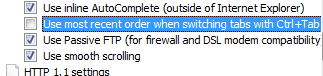 Use inline AutoComplete (outside of Internet Explorer)
Use most recent order when switching tabs with Ctrl+Tab
Use Passive FTP (for firewall and DSL modem compatibility
Use smooth scrolling
HTTP 1.1 settings